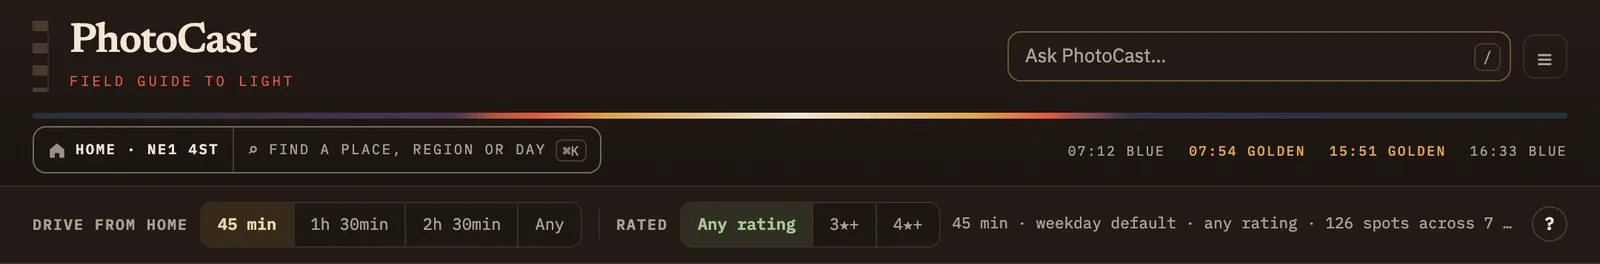 PhotoCast
FIELD GUIDE TO LIGHT
Ask PhotoCast… /
HOME · NE1 4ST FIND A PLACE, REGION OR DAY ⌘K
07:12 BLUE 07:54 GOLDEN 15:51 GOLDEN 16:33 BLUE
DRIVE FROM HOME 45 min 1h 30min 2h 30min Any RATED Any rating 3★+ 4★+ 45 min · weekday default · any rating · 126 spots across 7 … ?